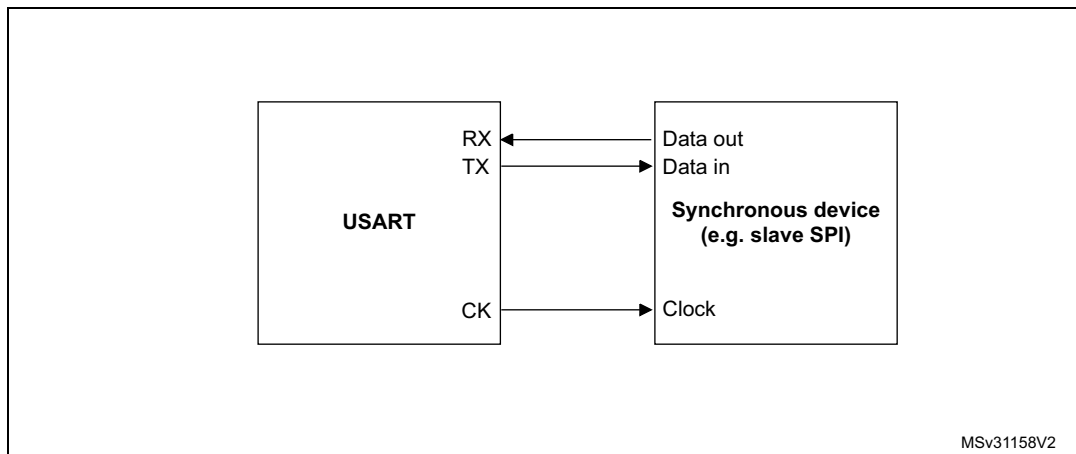 RX
TX
USART
CK
Data out
Data in
Synchronous device
(e.g. slave SPI)
Clock
MSv31158V2